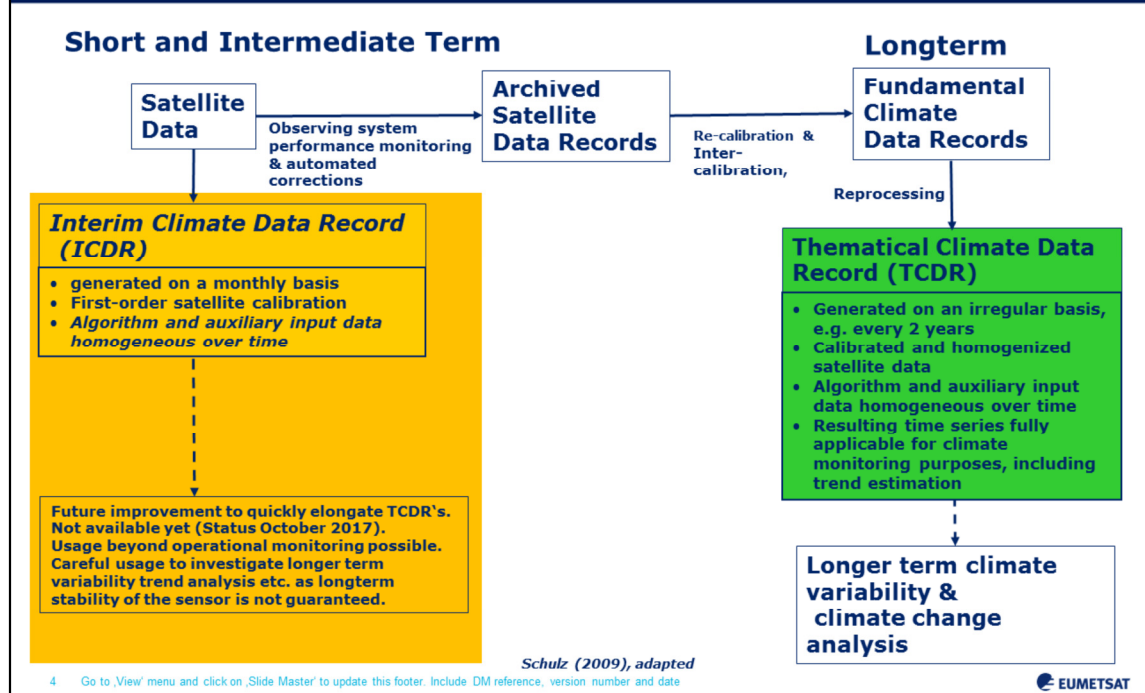 Short and Intermediate Term
Longterm
Satellite
Data
Observing system
performance monitoring
& automated
corrections
Archived
Satellite
Data Records
Re-calibration &
Inter-
calibration,
Fundamental
Climate
Data Records
Reprocessing
Interim Climate Data Record
(ICDR)
• generated on a monthly basis
• First-order satellite calibration
• Algorithm and auxiliary input data
homogeneous over time
Future improvement to quickly elongate TCDR‘s.
Not available yet (Status October 2017).
Usage beyond operational monitoring possible.
Careful usage to investigate longer term
variability trend analysis etc. as longterm
stability of the sensor is not guaranteed.
Thematical Climate Data
Record (TCDR)
• Generated on an irregular basis,
e.g. every 2 years
• Calibrated and homogenized
satellite data
• Algorithm and auxiliary input
data homogeneous over time
• Resulting time series fully
applicable for climate
monitoring purposes, including
trend estimation
Longer term climate
variability &
climate change
analysis
Schulz (2009), adapted
4 Go to ‚View‘ menu and click on ‚Slide Master‘ to update this footer. Include DM reference, version number and date
EUMETSAT